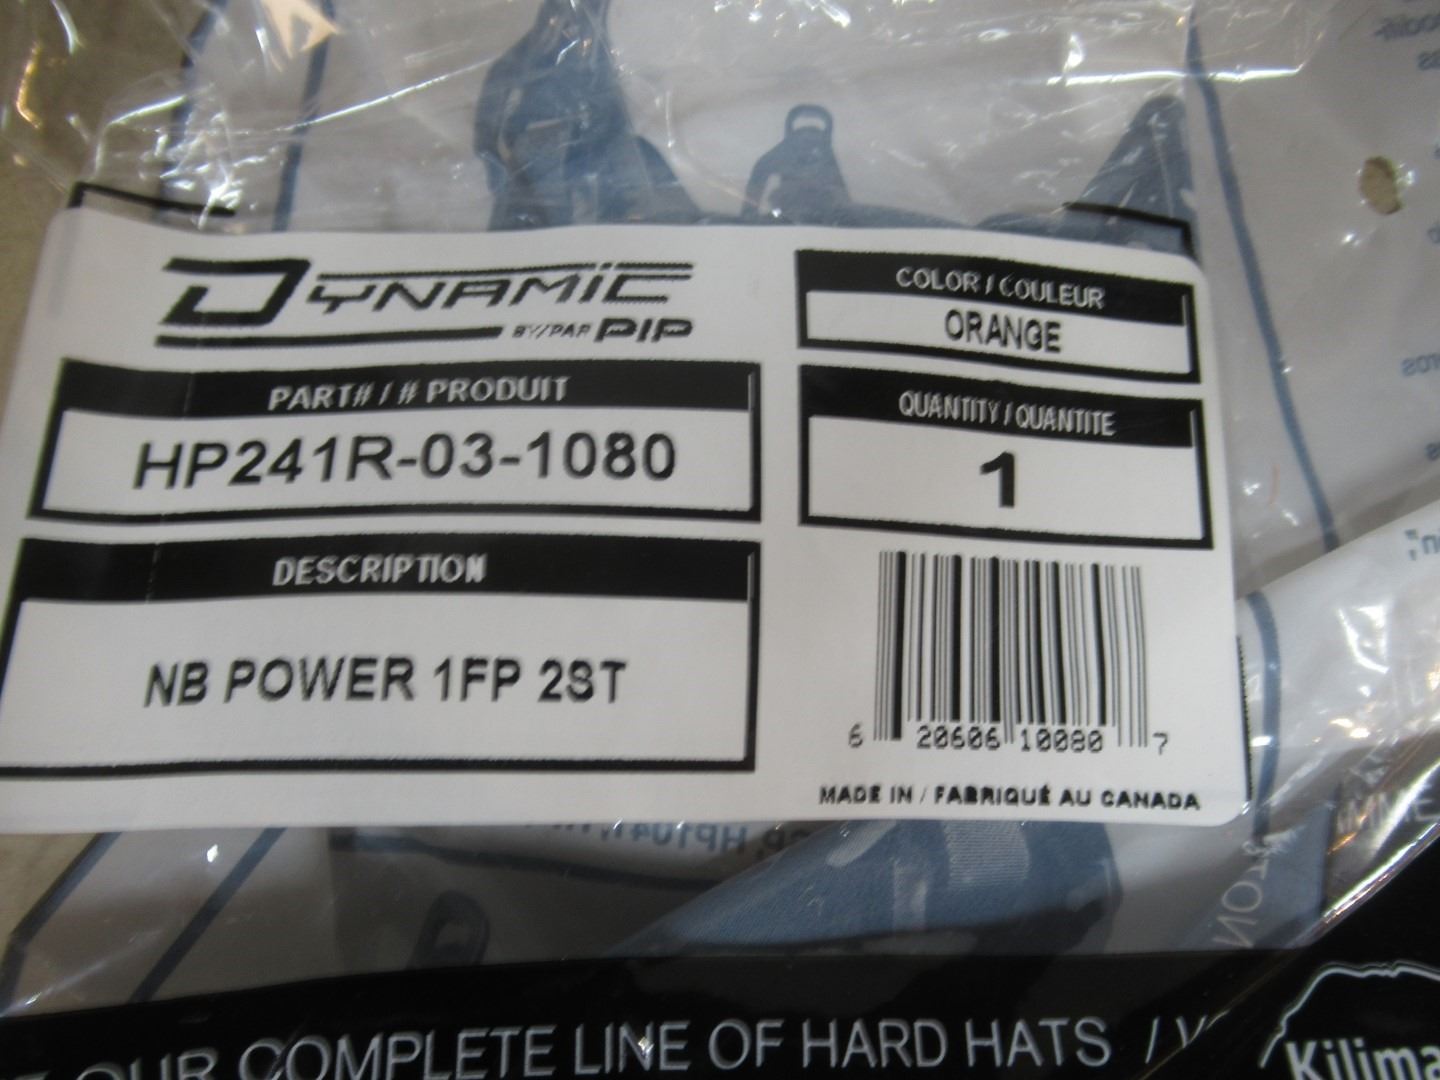 DYNAMIC
BY/PAR PIP
COLOR / COULEUR
ORANGE
PART# / # PRODUIT
HP241R-03-1080
QUANTITY / QUANTITE
1
DESCRIPTION
NB POWER 1FP 2ST
6 20606 10080 7
MADE IN / FABRIQUÉ AU CANADA
OUR COMPLETE LINE OF HARD HATS /